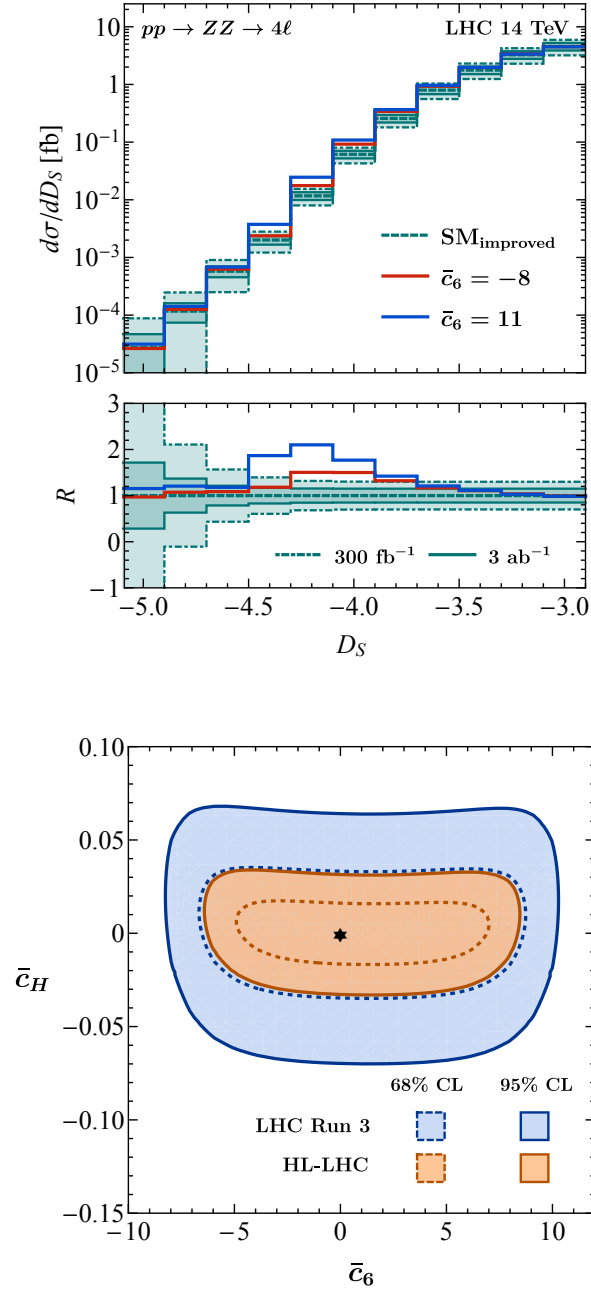 pp → ZZ → 4ℓ LHC 14 TeV
10
1
10⁻¹
10⁻²
10⁻³
10⁻⁴
10⁻⁵
dσ/dD_S [fb]
SM_improved
c̄₆ = −8
c̄₆ = 11
3
2
1
0
−1
R
300 fb⁻¹ 3 ab⁻¹
−5.0 −4.5 −4.0 −3.5 −3.0
D_S
0.10
0.05
0
−0.05
−0.10
−0.15
c̄_H
68% CL 95% CL
LHC Run 3
HL-LHC
−10 −5 0 5 10
c̄₆